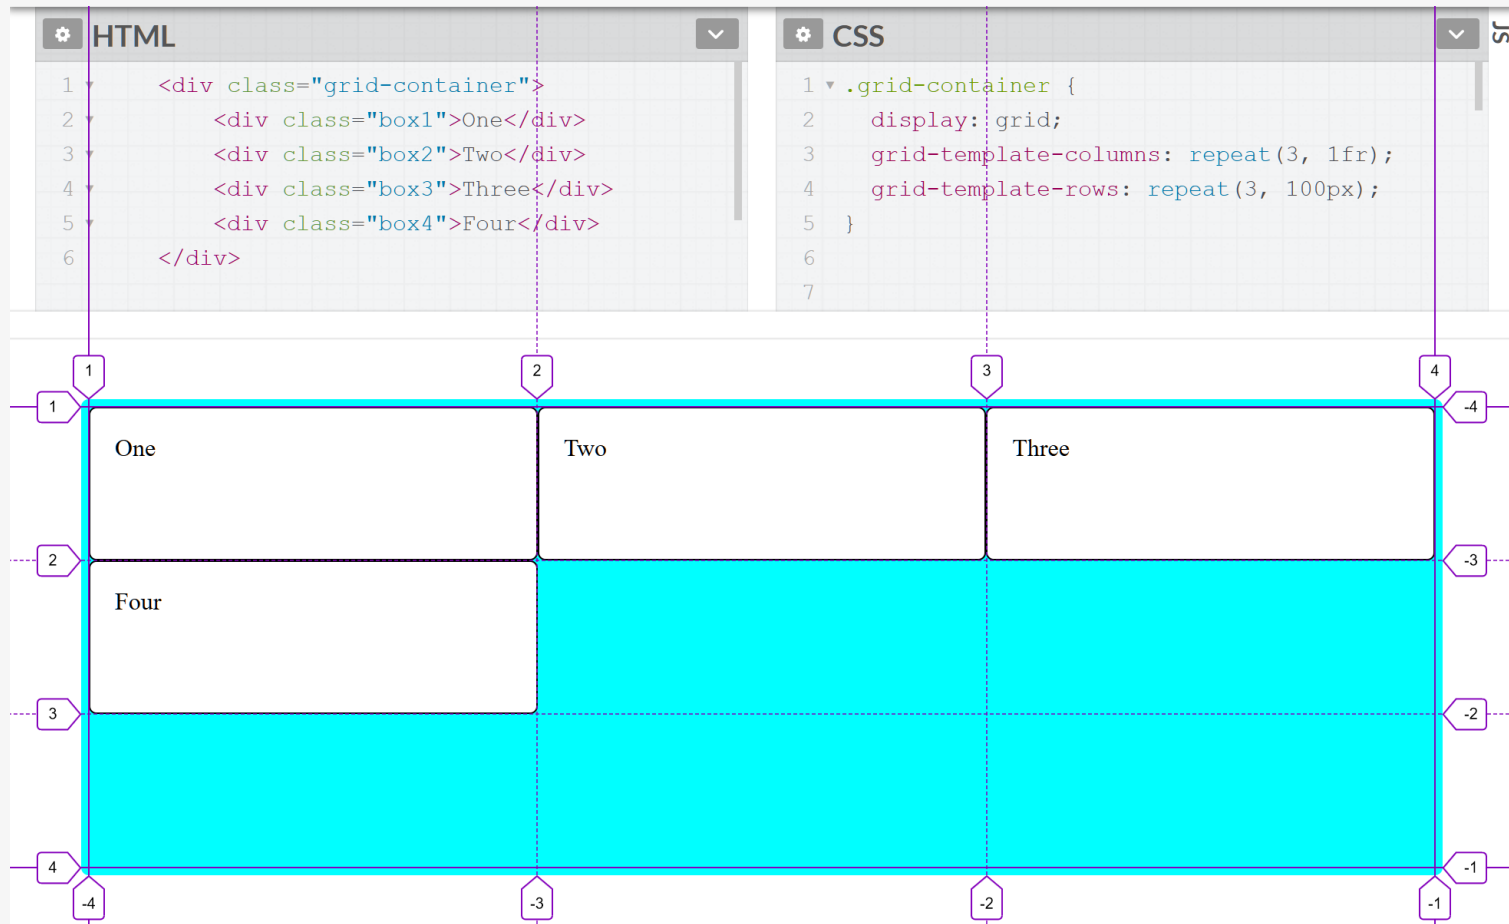 HTML
1 <div class="grid-container">
2 <div class="box1">One</div>
3 <div class="box2">Two</div>
4 <div class="box3">Three</div>
5 <div class="box4">Four</div>
6 </div>
CSS
1 .grid-container {
2 display: grid;
3 grid-template-columns: repeat(3, 1fr);
4 grid-template-rows: repeat(3, 100px);
5 }
6
7
JS
1 2 3 4
1 -4
One Two Three
2 -3
Four
3 -2
4 -1
-4 -3 -2 -1